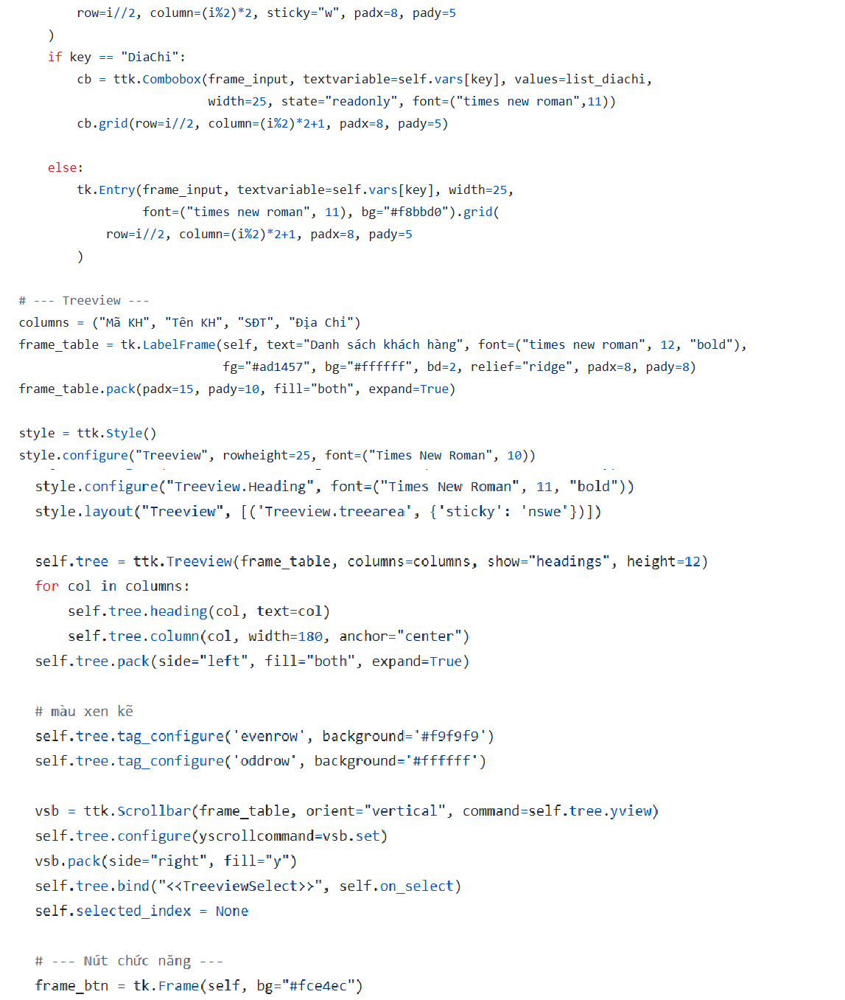 row=i//2, column=(i%2)*2, sticky="w", padx=8, pady=5
)
if key == "DiaChi":
cb = ttk.Combobox(frame_input, textvariable=self.vars[key], values=list_diachi,
width=25, state="readonly", font=("times new roman",11))
cb.grid(row=i//2, column=(i%2)*2+1, padx=8, pady=5)
else:
tk.Entry(frame_input, textvariable=self.vars[key], width=25,
font=("times new roman", 11), bg="#f8bbd0").grid(
row=i//2, column=(i%2)*2+1, padx=8, pady=5
)
# --- Treeview ---
columns = ("Mã KH", "Tên KH", "SĐT", "Địa Chỉ")
frame_table = tk.LabelFrame(self, text="Danh sách khách hàng", font=("times new roman", 12, "bold"),
fg="#ad1457", bg="#ffffff", bd=2, relief="ridge", padx=8, pady=8)
frame_table.pack(padx=15, pady=10, fill="both", expand=True)
style = ttk.Style()
style.configure("Treeview", rowheight=25, font=("Times New Roman", 10))
style.configure("Treeview.Heading", font=("Times New Roman", 11, "bold"))
style.layout("Treeview", [('Treeview.treearea', {'sticky': 'nswe'})])
self.tree = ttk.Treeview(frame_table, columns=columns, show="headings", height=12)
for col in columns:
self.tree.heading(col, text=col)
self.tree.column(col, width=180, anchor="center")
self.tree.pack(side="left", fill="both", expand=True)
# màu xen kẽ
self.tree.tag_configure('evenrow', background='#f9f9f9')
self.tree.tag_configure('oddrow', background='#ffffff')
vsb = ttk.Scrollbar(frame_table, orient="vertical", command=self.tree.yview)
self.tree.configure(yscrollcommand=vsb.set)
vsb.pack(side="right", fill="y")
self.tree.bind("<<TreeviewSelect>>", self.on_select)
self.selected_index = None
# --- Nút chức năng ---
frame_btn = tk.Frame(self, bg="#fce4ec")